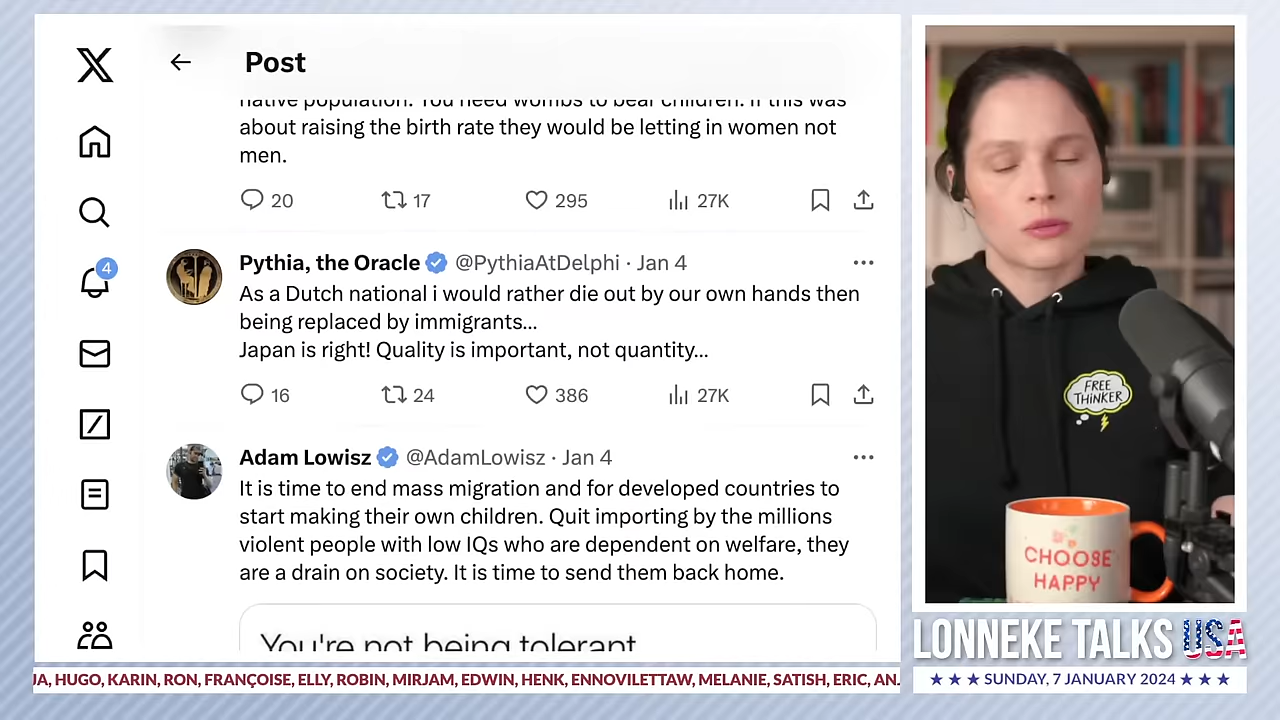 Post
native population. You need wombs to bear children. If this was
about raising the birth rate they would be letting in women not
men.
20 17 295 27K
4
Pythia, the Oracle @PythiaAtDelphi · Jan 4
As a Dutch national i would rather die out by our own hands then
being replaced by immigrants...
Japan is right! Quality is important, not quantity...
16 24 386 27K
Adam Lowisz @AdamLowisz · Jan 4
It is time to end mass migration and for developed countries to
start making their own children. Quit importing by the millions
violent people with low IQs who are dependent on welfare, they
are a drain on society. It is time to send them back home.
You're not being tolerant
FREE
THiNKER
CHOOSE
HAPPY
LONNEKE TALKS USA
★ ★ ★ SUNDAY, 7 JANUARY 2024 ★ ★ ★
HUGO, KARIN, RON, FRANÇOISE, ELLY, ROBIN, MIRJAM, EDWIN, HENK, ENNOVILETTAW, MELANIE, SATISH, ERIC,